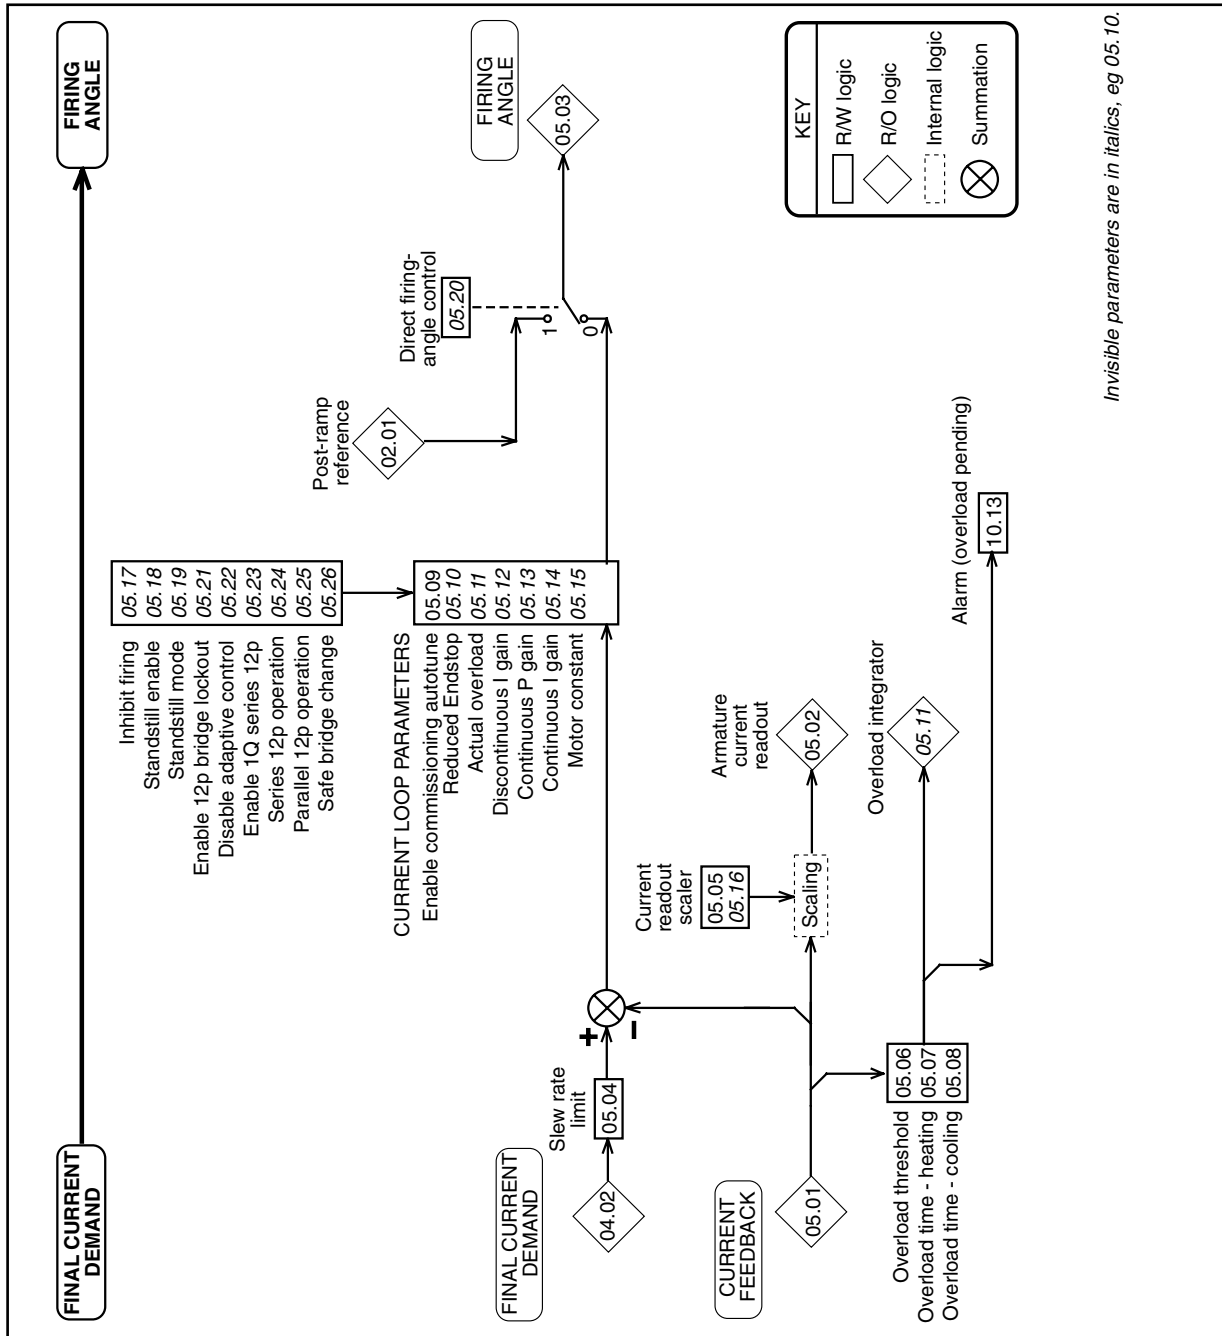 FINAL CURRENT
DEMAND
FIRING
ANGLE
Inhibit firing
Standstill enable
Standstill mode
Enable 12p bridge lockout
Disable adaptive control
Enable 1Q series 12p
Series 12p operation
Parallel 12p operation
Safe bridge change
05.17
05.18
05.19
05.21
05.22
05.23
05.24
05.25
05.26
CURRENT LOOP PARAMETERS
Enable commissioning autotune
Reduced Endstop
Actual overload
Discontinuous I gain
Continuous P gain
Continuous I gain
Motor constant
05.09
05.10
05.11
05.12
05.13
05.14
05.15
Post-ramp
reference
02.01
Direct firing-
angle control
05.20
1
0
FIRING
ANGLE
05.03
FINAL CURRENT
DEMAND
04.02
Slew rate
limit
05.04
+
−
Current
readout
scaler
05.05
05.16
Scaling
Armature
current
readout
05.02
CURRENT
FEEDBACK
05.01
Overload threshold
Overload time - heating
Overload time - cooling
05.06
05.07
05.08
Overload integrator
05.11
Alarm (overload pending)
10.13
KEY
R/W logic
R/O logic
Internal logic
Summation
Invisible parameters are in italics, eg 05.10.